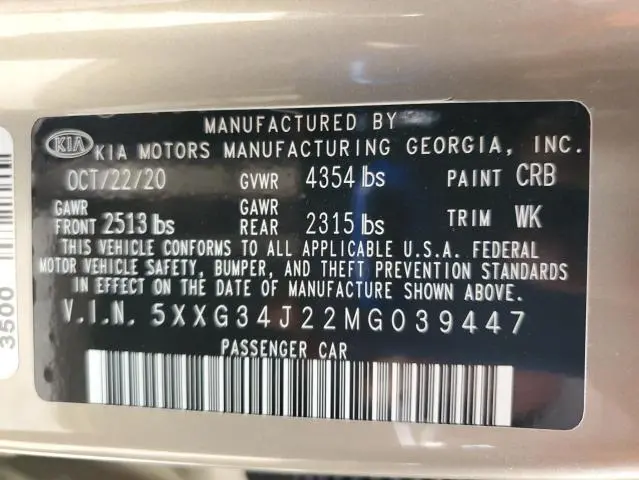 MANUFACTURED BY
KIA KIA MOTORS MANUFACTURING GEORGIA, INC.
OCT/22/20 GVWR 4354 lbs PAINT CRB
GAWR FRONT 2513 lbs GAWR REAR 2315 lbs TRIM WK
THIS VEHICLE CONFORMS TO ALL APPLICABLE U.S.A. FEDERAL
MOTOR VEHICLE SAFETY, BUMPER, AND THEFT PREVENTION STANDARDS
IN EFFECT ON THE DATE OF MANUFACTURE SHOWN ABOVE.
V.I.N. 5XXG34J22MG039447
PASSENGER CAR
3500